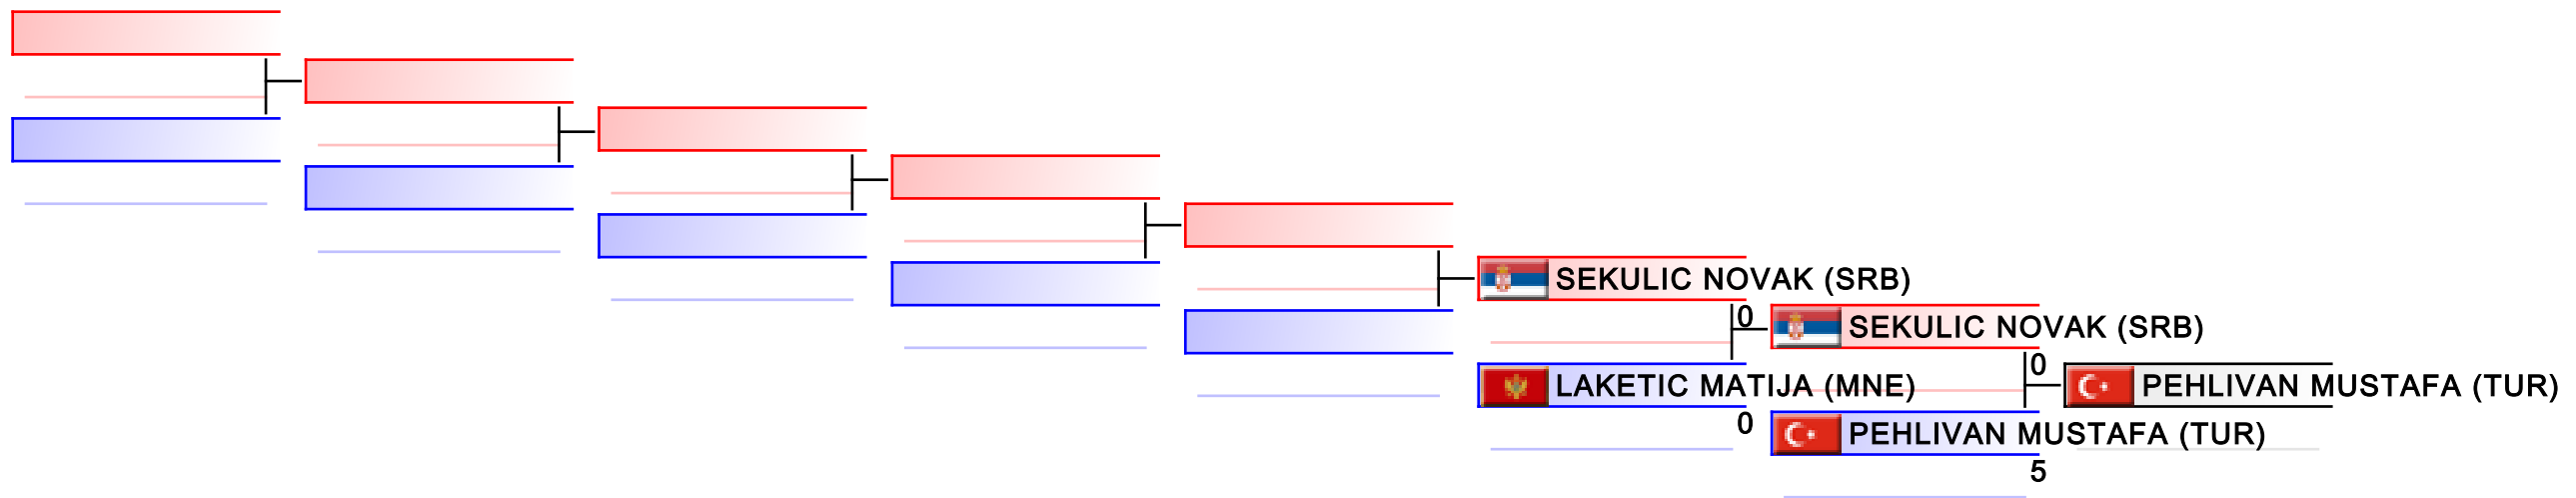 SEKULIC NOVAK (SRB)
0
SEKULIC NOVAK (SRB)
0
LAKETIC MATIJA (MNE)
PEHLIVAN MUSTAFA (TUR)
0
PEHLIVAN MUSTAFA (TUR)
5